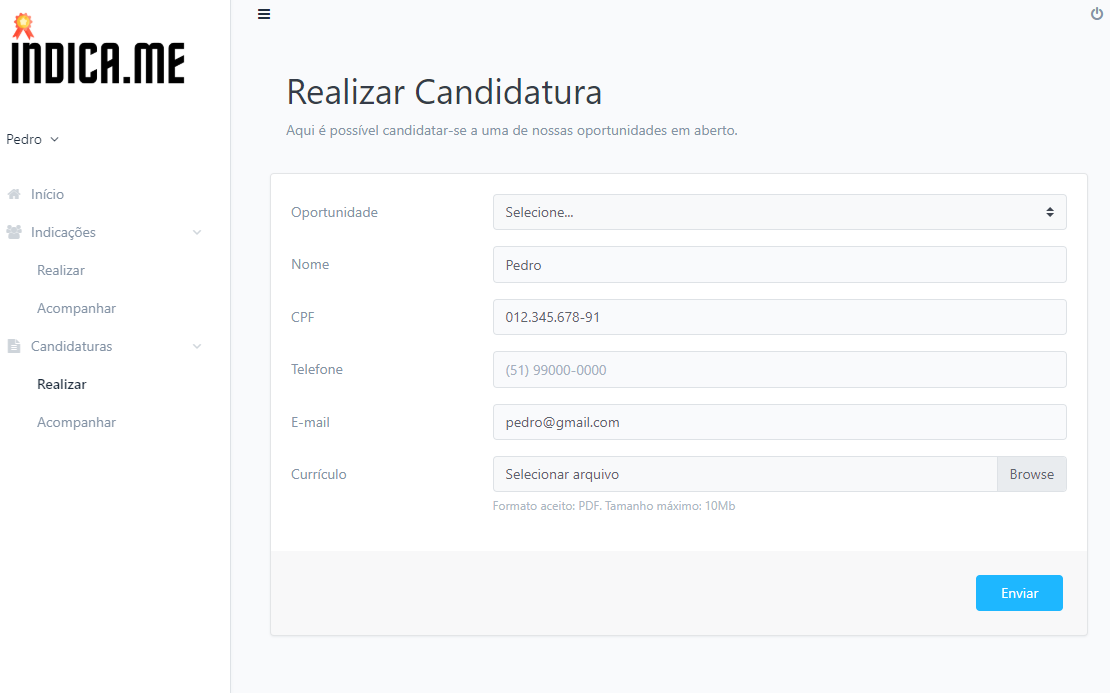 INDICA.ME
Pedro
Início
Indicações
Realizar
Acompanhar
Candidaturas
Realizar
Acompanhar
Realizar Candidatura
Aqui é possível candidatar-se a uma de nossas oportunidades em aberto.
Oportunidade Selecione...
Nome Pedro
CPF 012.345.678-91
Telefone (51) 99000-0000
E-mail pedro@gmail.com
Currículo Selecionar arquivo Browse
Formato aceito: PDF. Tamanho máximo: 10Mb
Enviar